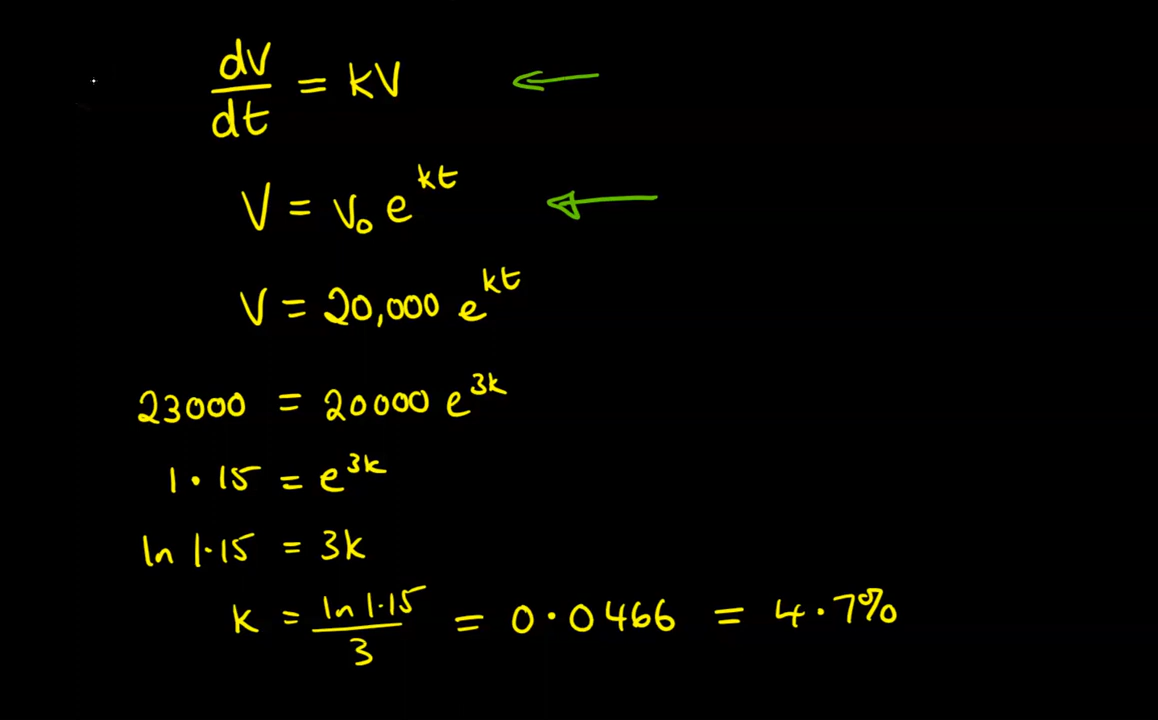 dV/dt = kV
V = V₀ e^kt
V = 20,000 e^kt
23000 = 20000 e^3k
1·15 = e^3k
ln 1·15 = 3k
k = ln 1·15/3 = 0·0466 = 4·7%